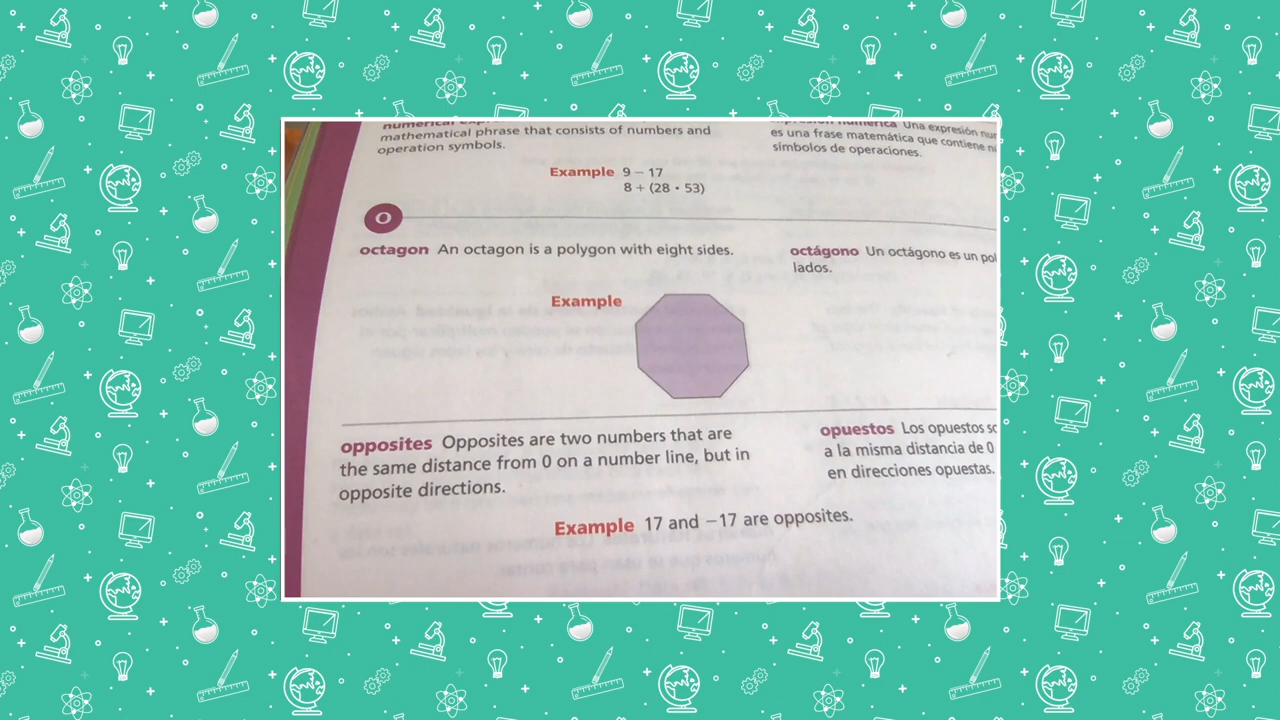 mathematical phrase that consists of numbers and
operation symbols.
Example 9 – 17
8 + (28 • 53)
numérica Una expresión
es una frase matemática que contiene
símbolos de operaciones.
O
octagon An octagon is a polygon with eight sides.
octágono Un octágono es un
lados.
Example
opposites Opposites are two numbers that are
the same distance from 0 on a number line, but in
opposite directions.
opuestos Los opuestos
a la misma distancia de 0
en direcciones opuestas.
Example 17 and −17 are opposites.